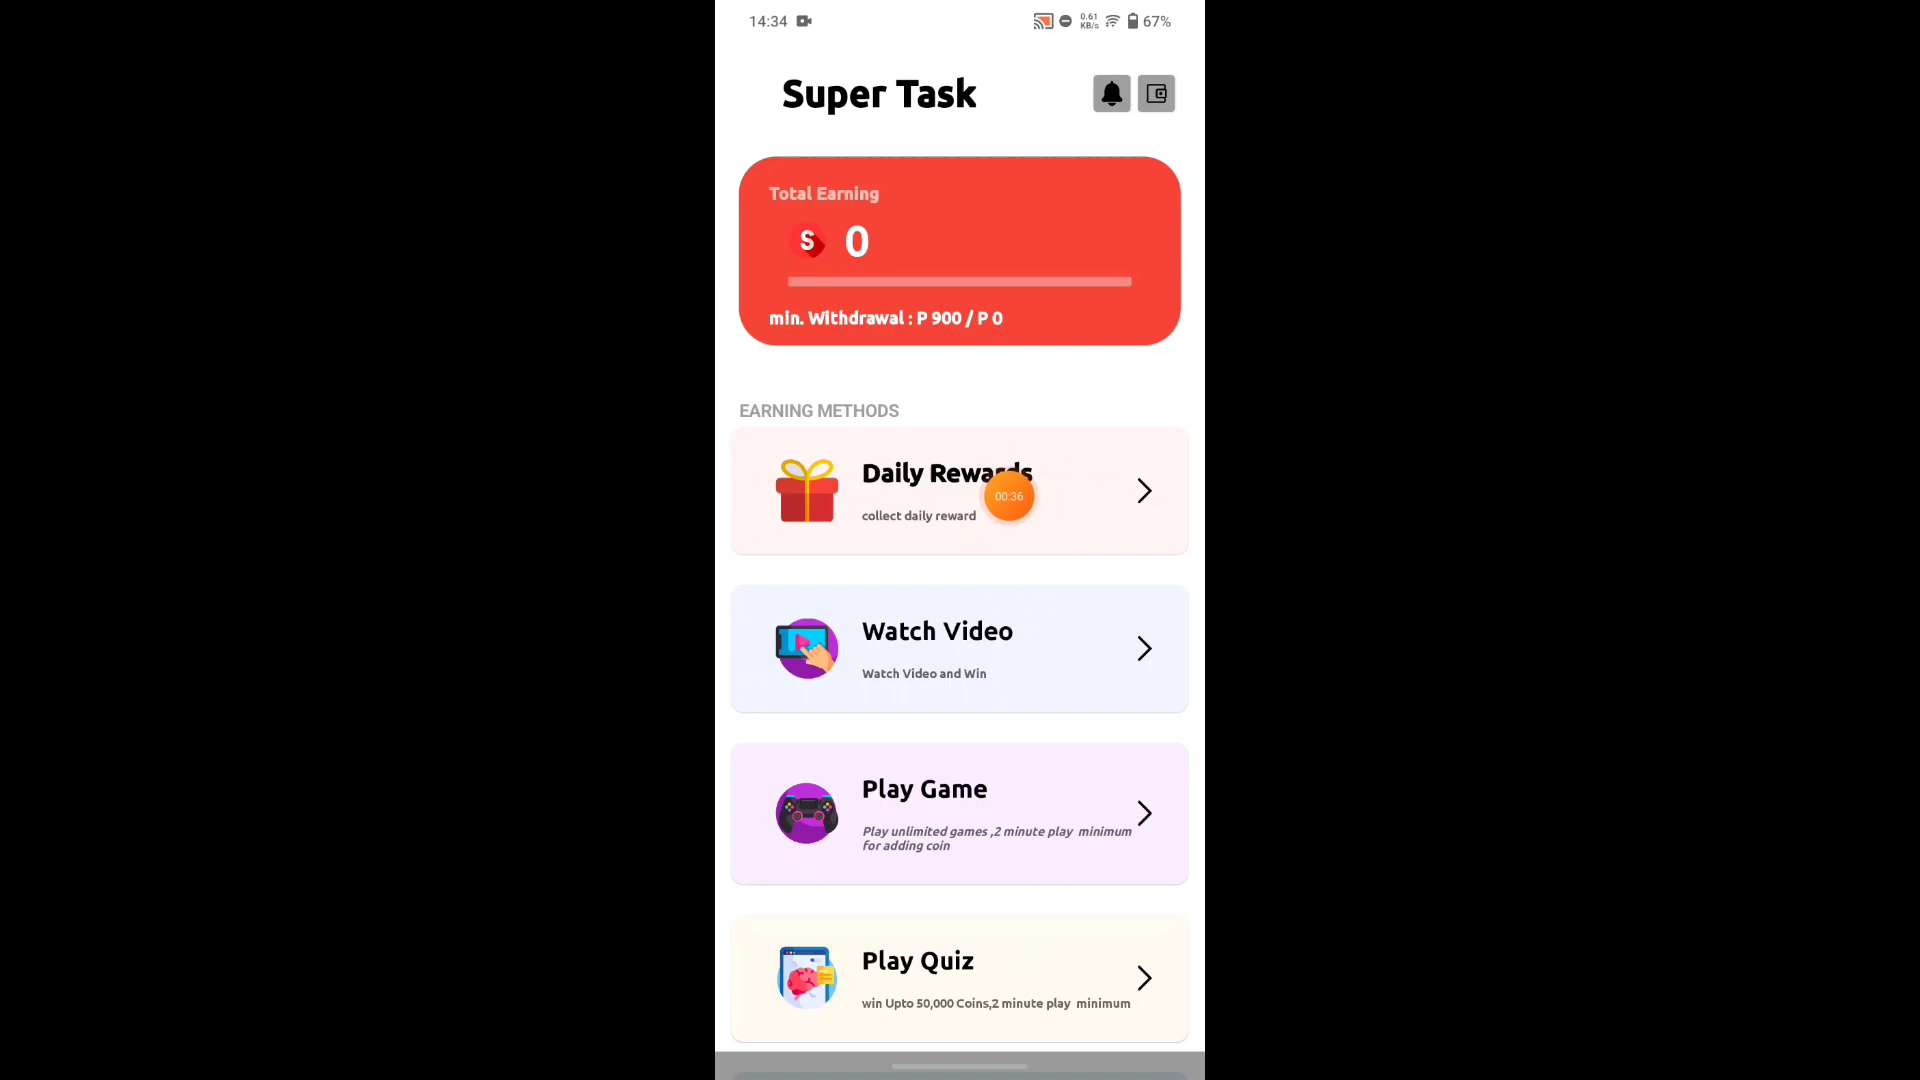 14:34
0.61
KB/s
67%
Super Task
Total Earning
S 0
min. Withdrawal : P 900 / P 0
EARNING METHODS
Daily Rewards
00:36
collect daily reward
Watch Video
Watch Video and Win
Play Game
Play unlimited games ,2 minute play minimum
for adding coin
Play Quiz
win Upto 50,000 Coins,2 minute play minimum